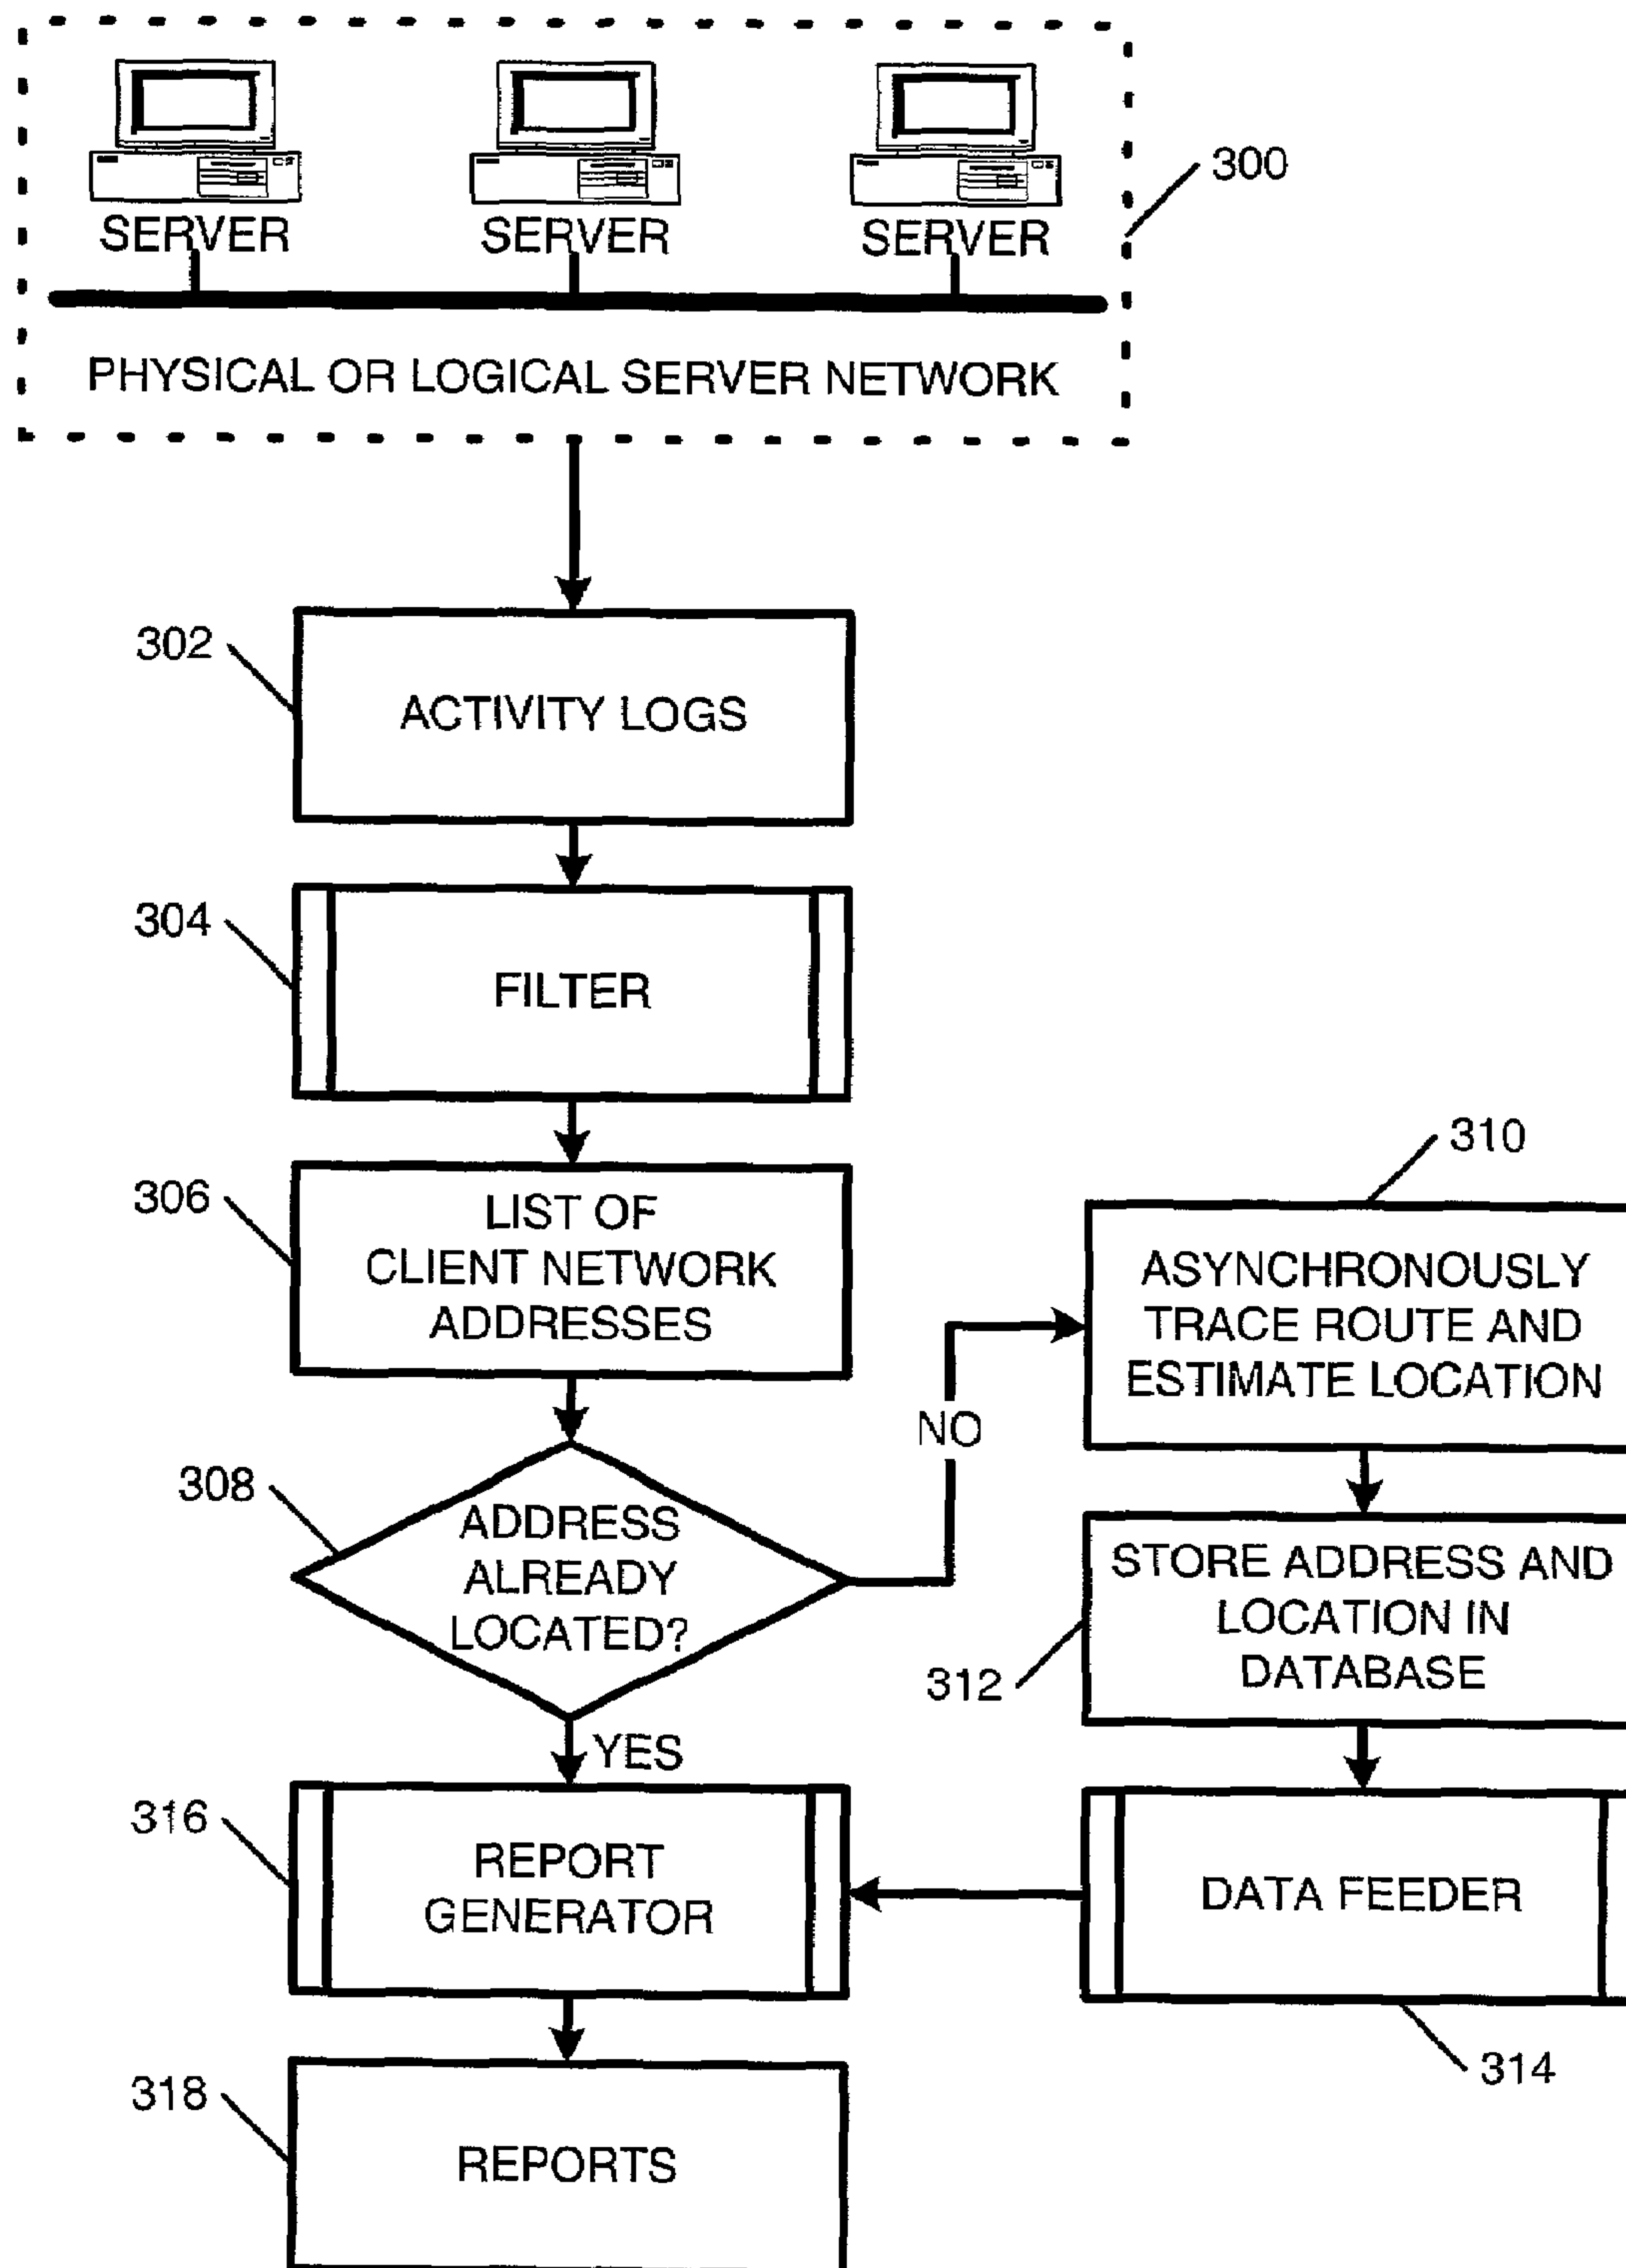 SERVER SERVER SERVER
300
PHYSICAL OR LOGICAL SERVER NETWORK
302
ACTIVITY LOGS
304
FILTER
306
LIST OF
CLIENT NETWORK
ADDRESSES
308
ADDRESS
ALREADY
LOCATED?
NO
310
ASYNCHRONOUSLY
TRACE ROUTE AND
ESTIMATE LOCATION
312
STORE ADDRESS AND
LOCATION IN
DATABASE
YES
314
DATA FEEDER
316
REPORT
GENERATOR
318
REPORTS